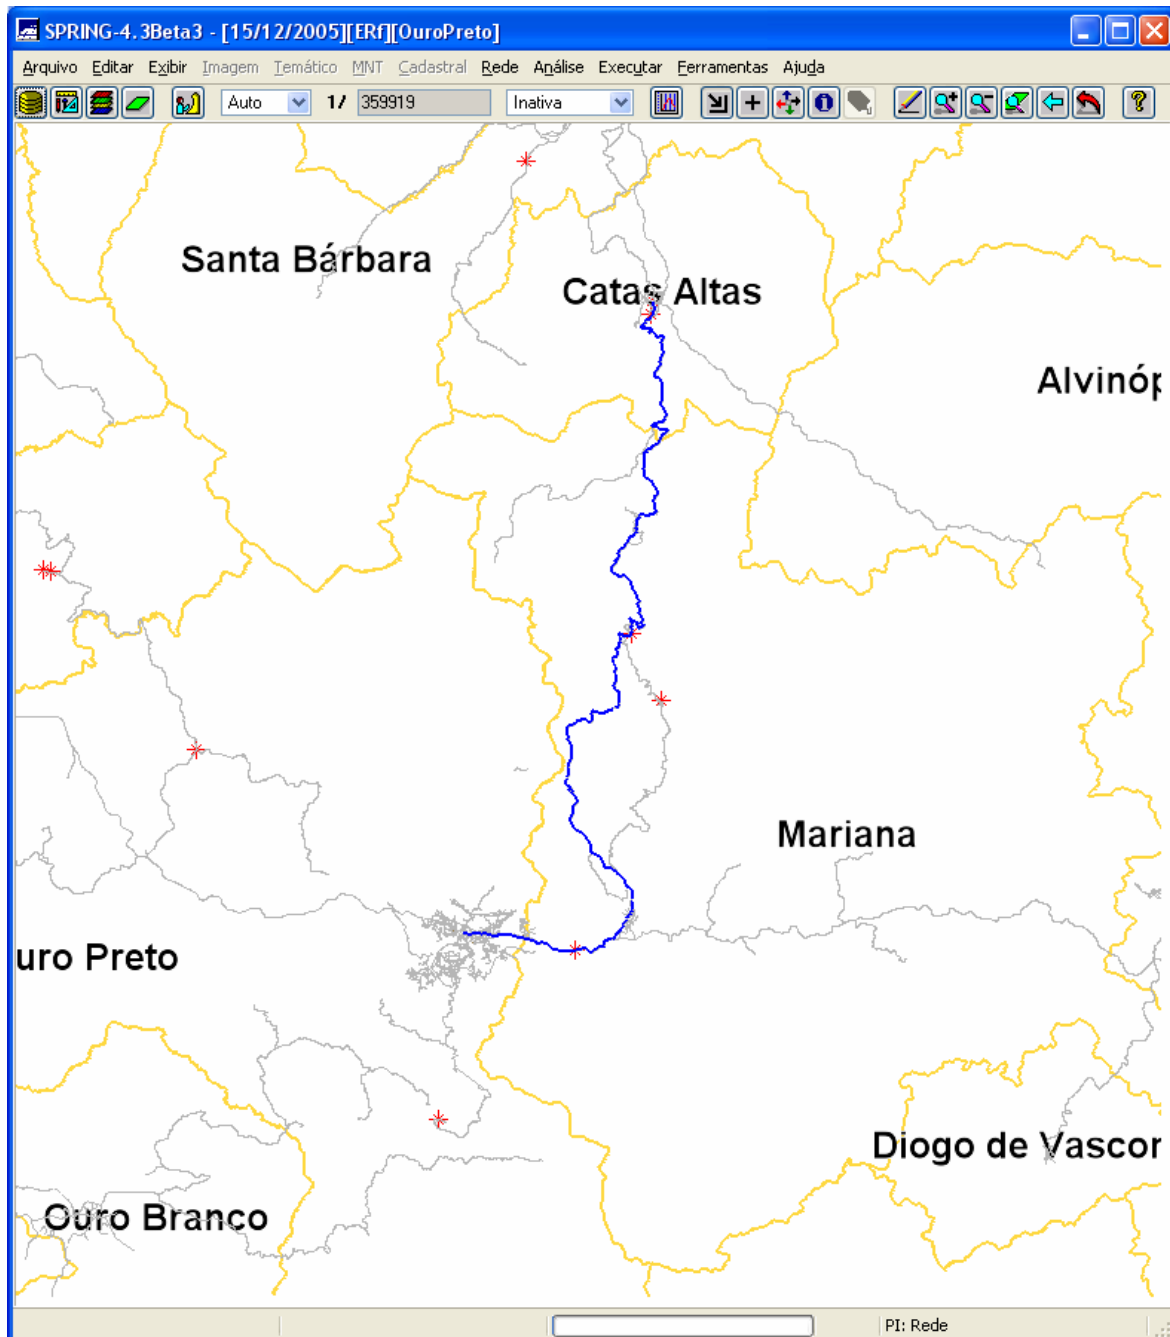 SPRING-4.3Beta3 - [15/12/2005][ERf][OuroPreto]
Arquivo Editar Exibir Imagem Temático MNT Cadastral Rede Análise Executar Ferramentas Ajuda
Auto 1/ 359919 Inativa
Santa Bárbara
Catas Altas
Alvinóp
Mariana
uro Preto
Diogo de Vascor
Ouro Branco
PI: Rede